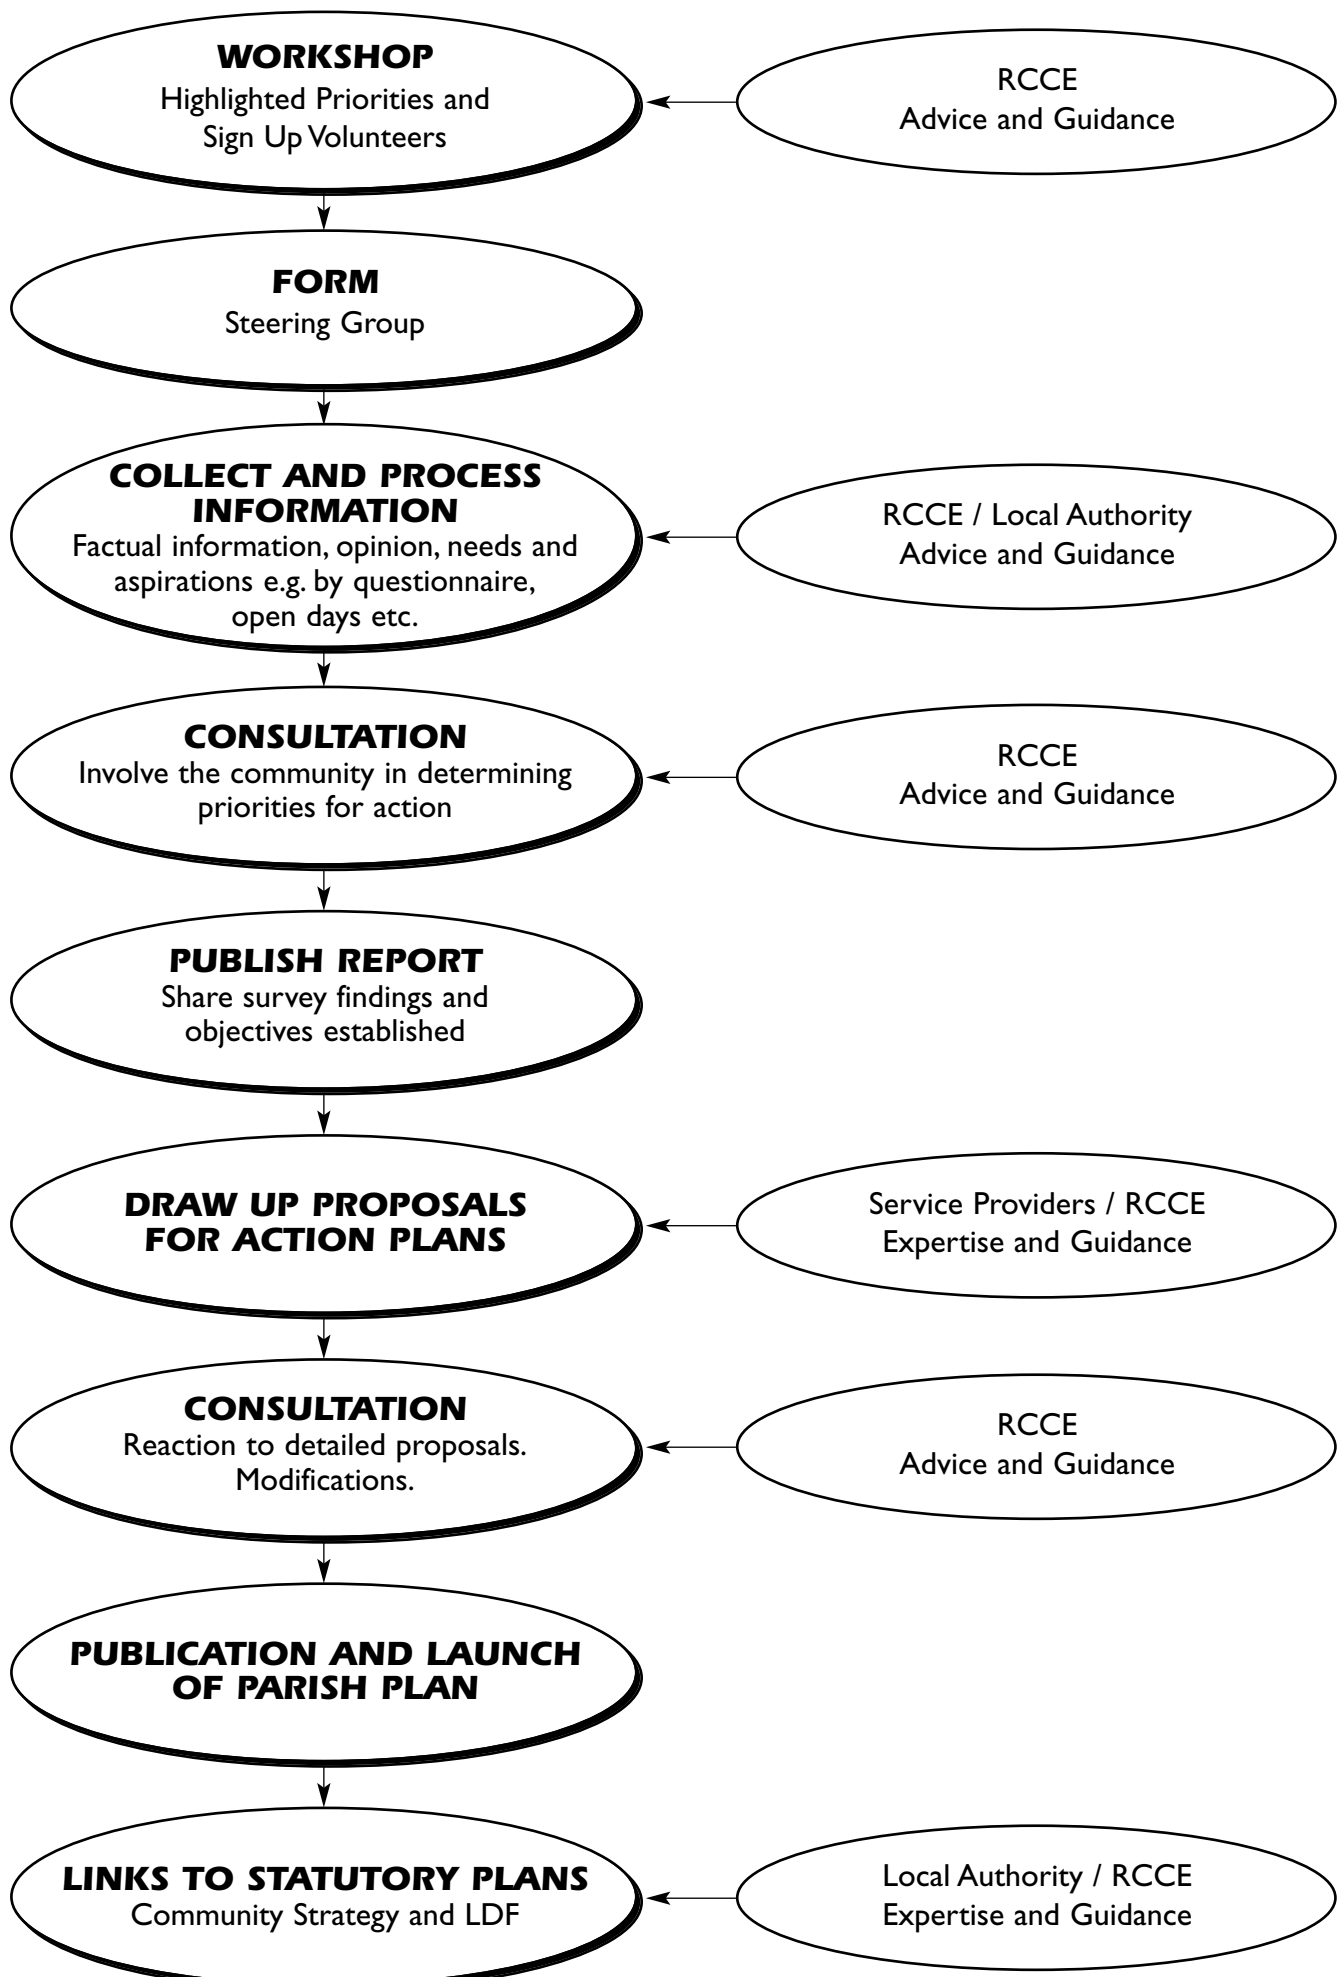 WORKSHOP
Highlighted Priorities and
Sign Up Volunteers
RCCE
Advice and Guidance
FORM
Steering Group
COLLECT AND PROCESS
INFORMATION
Factual information, opinion, needs and
aspirations e.g. by questionnaire,
open days etc.
RCCE / Local Authority
Advice and Guidance
CONSULTATION
Involve the community in determining
priorities for action
RCCE
Advice and Guidance
PUBLISH REPORT
Share survey findings and
objectives established
DRAW UP PROPOSALS
FOR ACTION PLANS
Service Providers / RCCE
Expertise and Guidance
CONSULTATION
Reaction to detailed proposals.
Modifications.
RCCE
Advice and Guidance
PUBLICATION AND LAUNCH
OF PARISH PLAN
LINKS TO STATUTORY PLANS
Community Strategy and LDF
Local Authority / RCCE
Expertise and Guidance